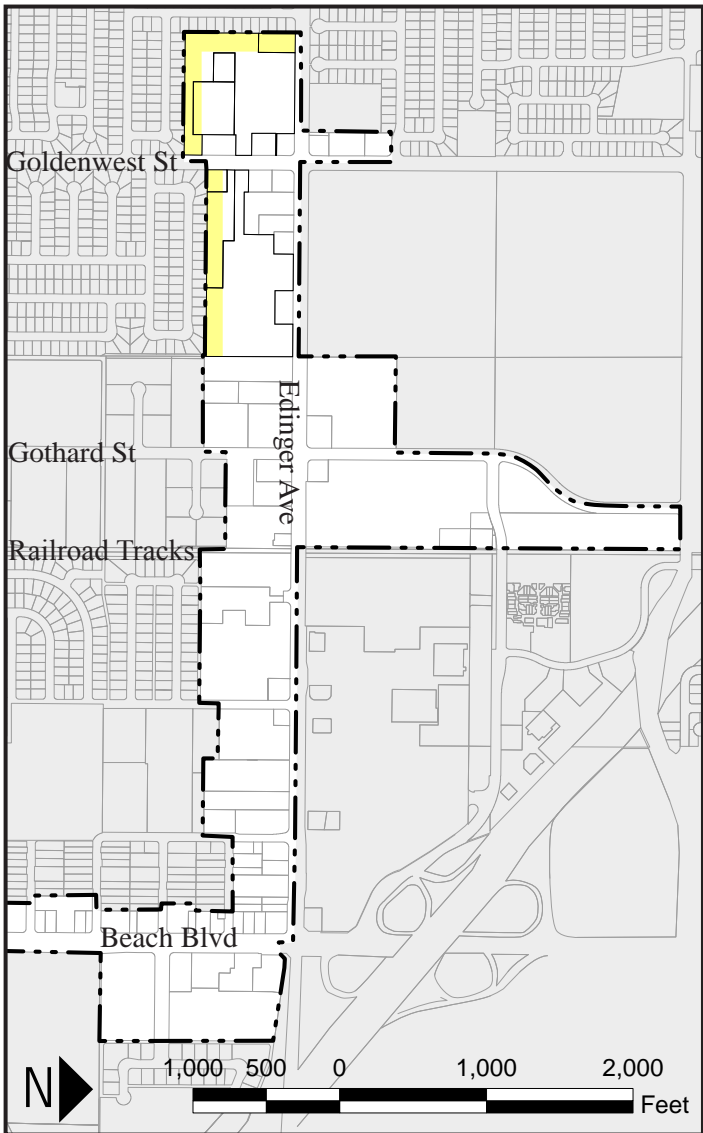 Goldenwest St
Edinger Ave
Gothard St
Railroad Tracks
Beach Blvd
N
1,000 500 0 1,000 2,000
Feet